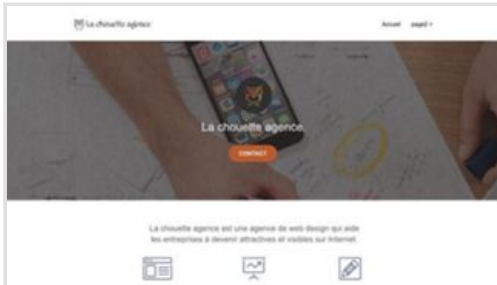 La chouette agence
Accueil page2
La chouette agence.
CONTACT
La chouette agence est une agence de web design qui aide
les entreprises à devenir attractives et visibles sur Internet.